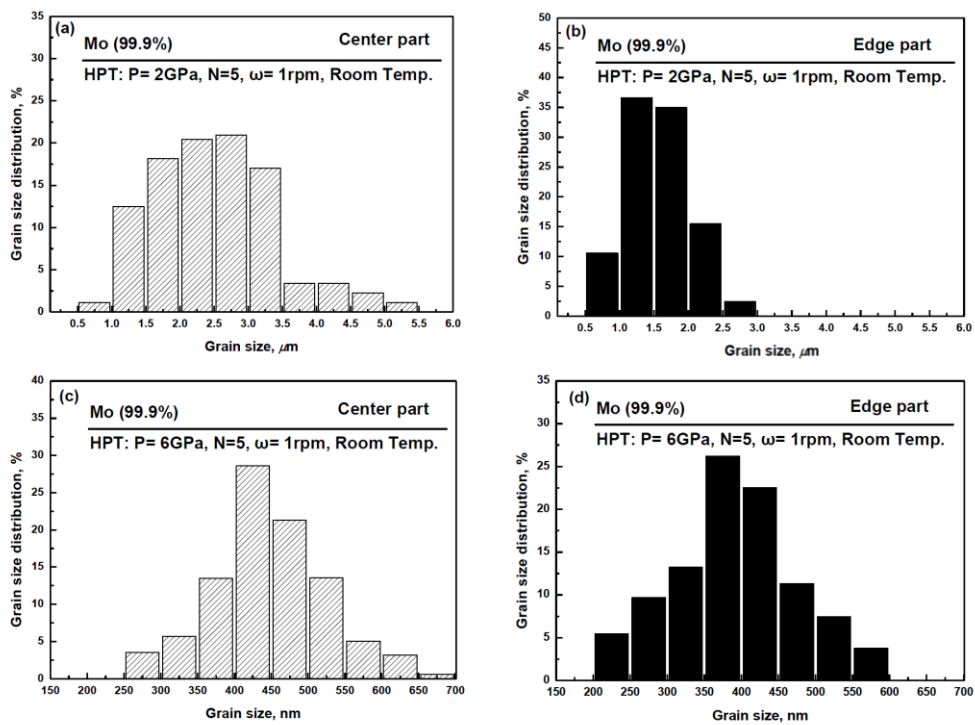 (a)
Mo (99.9%) Center part
HPT: P= 2GPa, N=5, ω= 1rpm, Room Temp.
Grain size distribution, %
35
30
25
20
15
10
5
0
0.5 1.0 1.5 2.0 2.5 3.0 3.5 4.0 4.5 5.0 5.5 6.0
Grain size, μm
(b)
Mo (99.9%) Edge part
HPT: P= 2GPa, N=5, ω= 1rpm, Room Temp.
Grain size distribution, %
50
45
40
35
30
25
20
15
10
5
0
0.5 1.0 1.5 2.0 2.5 3.0 3.5 4.0 4.5 5.0 5.5 6.0
Grain size, μm
(c)
Mo (99.9%) Center part
HPT: P= 6GPa, N=5, ω= 1rpm, Room Temp.
Grain size distribution, %
40
35
30
25
20
15
10
5
0
150 200 250 300 350 400 450 500 550 600 650 700
Grain size, nm
(d)
Mo (99.9%) Edge part
HPT: P= 6GPa, N=5, ω= 1rpm, Room Temp.
Grain size distribution, %
35
30
25
20
15
10
5
0
150 200 250 300 350 400 450 500 550 600 650 700
Grain size, nm